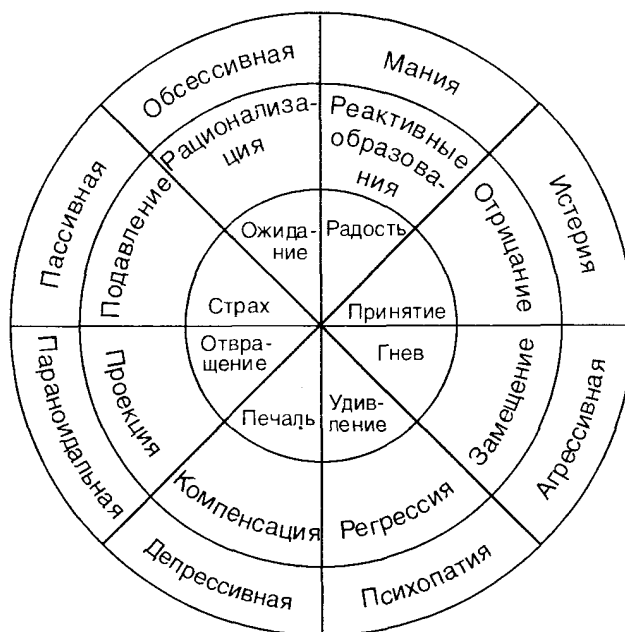 Обсессивная
Мания
Истерия
Агрессивная
Психопатия
Депрессивная
Параноидальная
Пассивная
Рационализа-
ция
Реактивные
образова-
ния
Отрицание
Замещение
Регрессия
Компенсация
Проекция
Подавление
Ожида-
ние
Радость
Принятие
Гнев
Удив-
ление
Печаль
Отвра-
щение
Страх